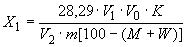 X₁ = (28,29 · V₁ · V₀ · K) / (V₂ · m[100 − (M + W)])